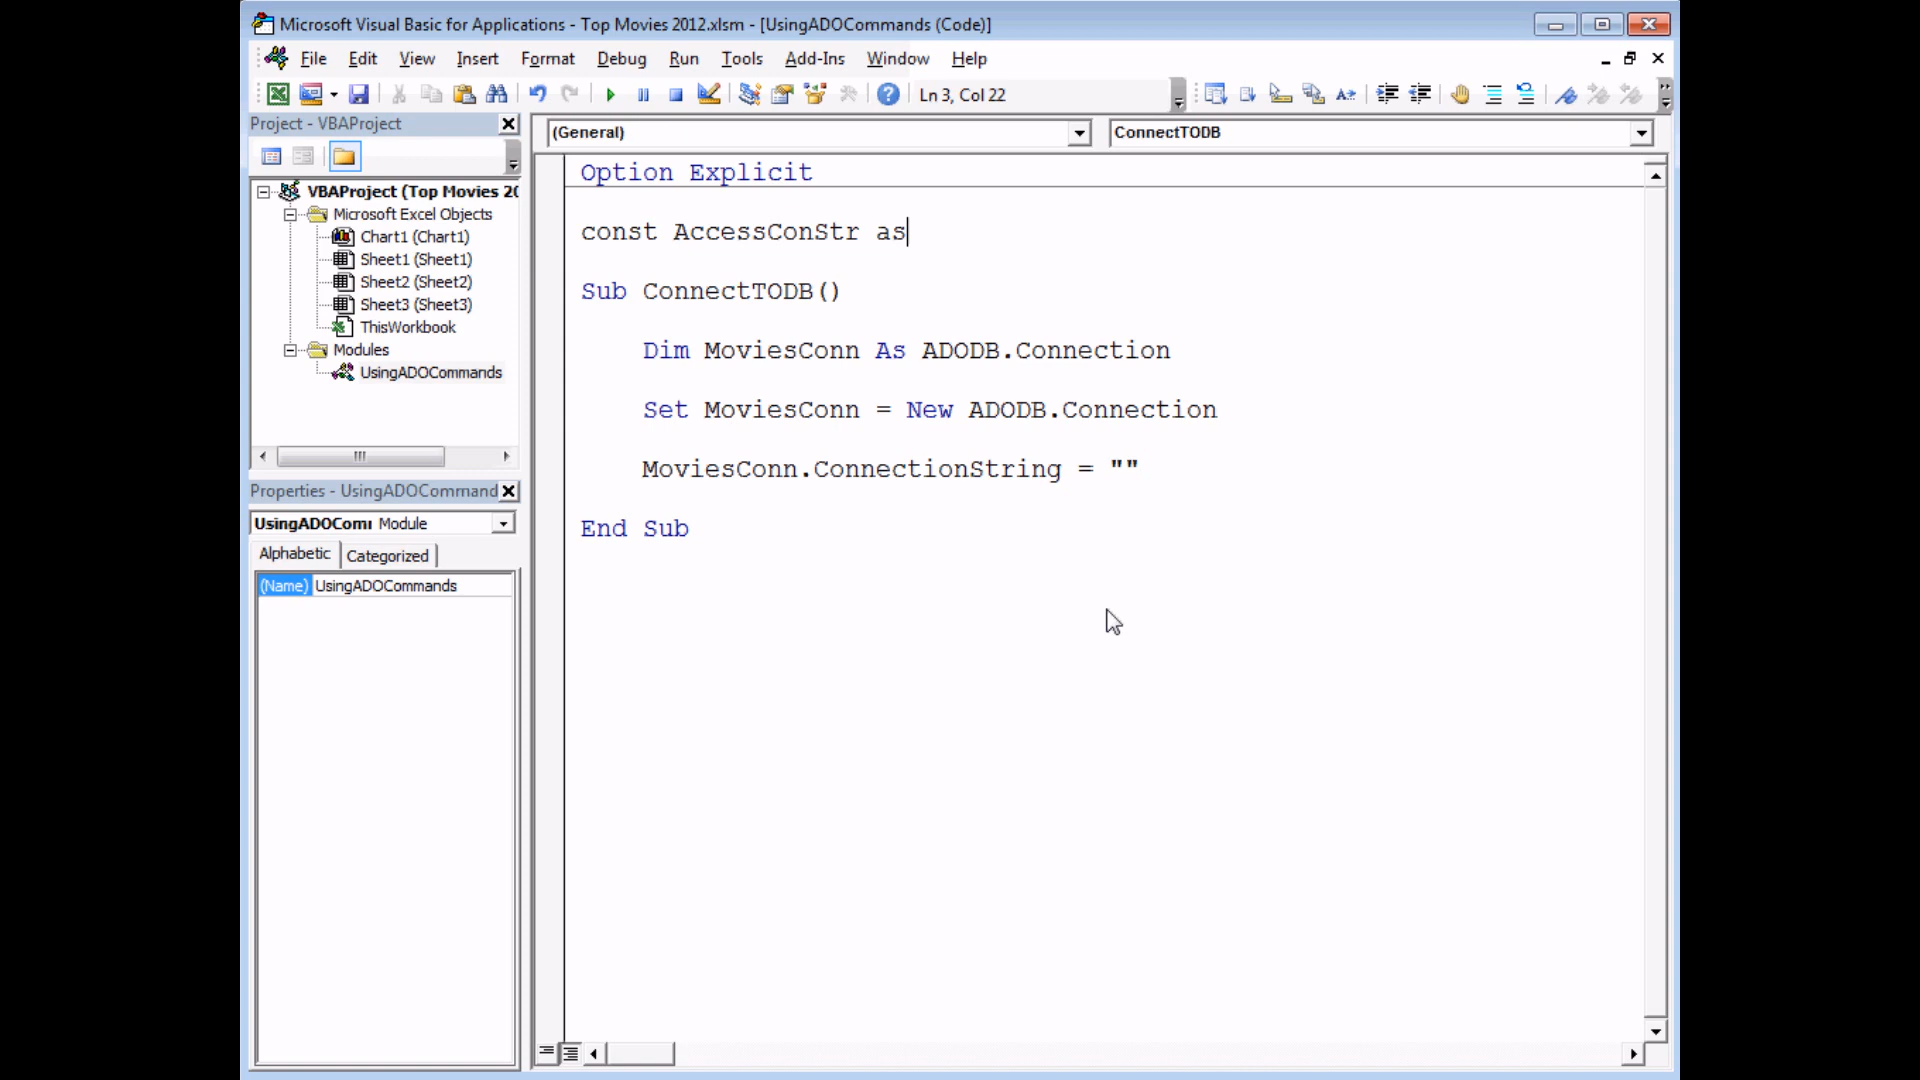 Microsoft Visual Basic for Applications - Top Movies 2012.xlsm - [UsingADOCommands (Code)]
File Edit View Insert Format Debug Run Tools Add-Ins Window Help
Ln 3, Col 22
Project - VBAProject
VBAProject (Top Movies 20
Microsoft Excel Objects
Chart1 (Chart1)
Sheet1 (Sheet1)
Sheet2 (Sheet2)
Sheet3 (Sheet3)
ThisWorkbook
Modules
UsingADOCommands
Properties - UsingADOCommand
UsingADOCom Module
Alphabetic Categorized
(Name) UsingADOCommands
(General) ConnectTODB
Option Explicit
const AccessConStr as
Sub ConnectTODB()
Dim MoviesConn As ADODB.Connection
Set MoviesConn = New ADODB.Connection
MoviesConn.ConnectionString = ""
End Sub